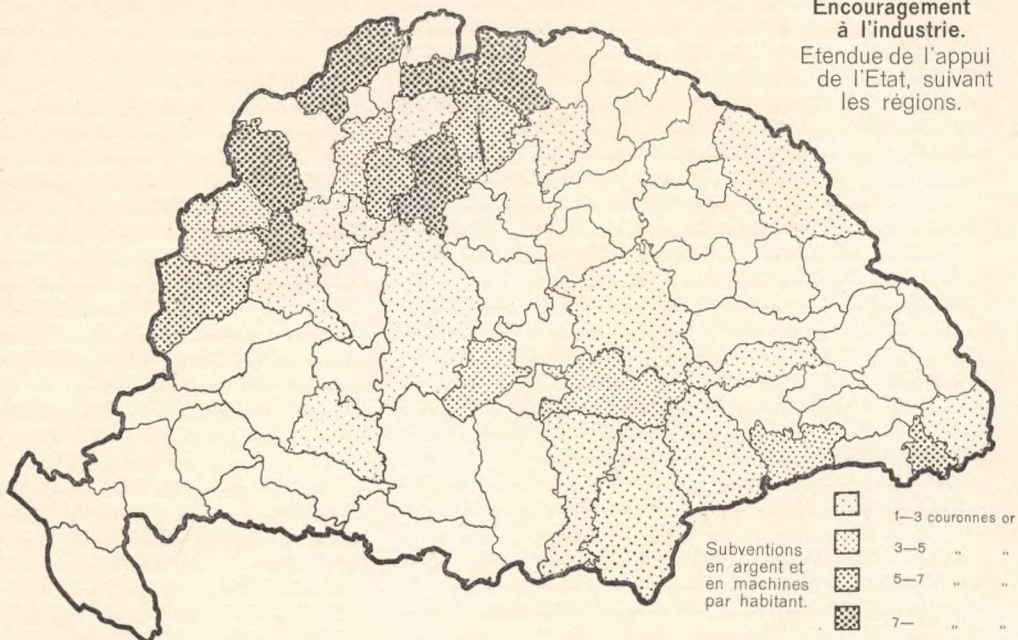 Encouragement
à l'industrie.
Etendue de l'appui
de l'Etat, suivant
les régions.
Subventions
en argent et
en machines
par habitant.
1—3 couronnes or
3—5 „ „
5—7 „ „
7— „ „